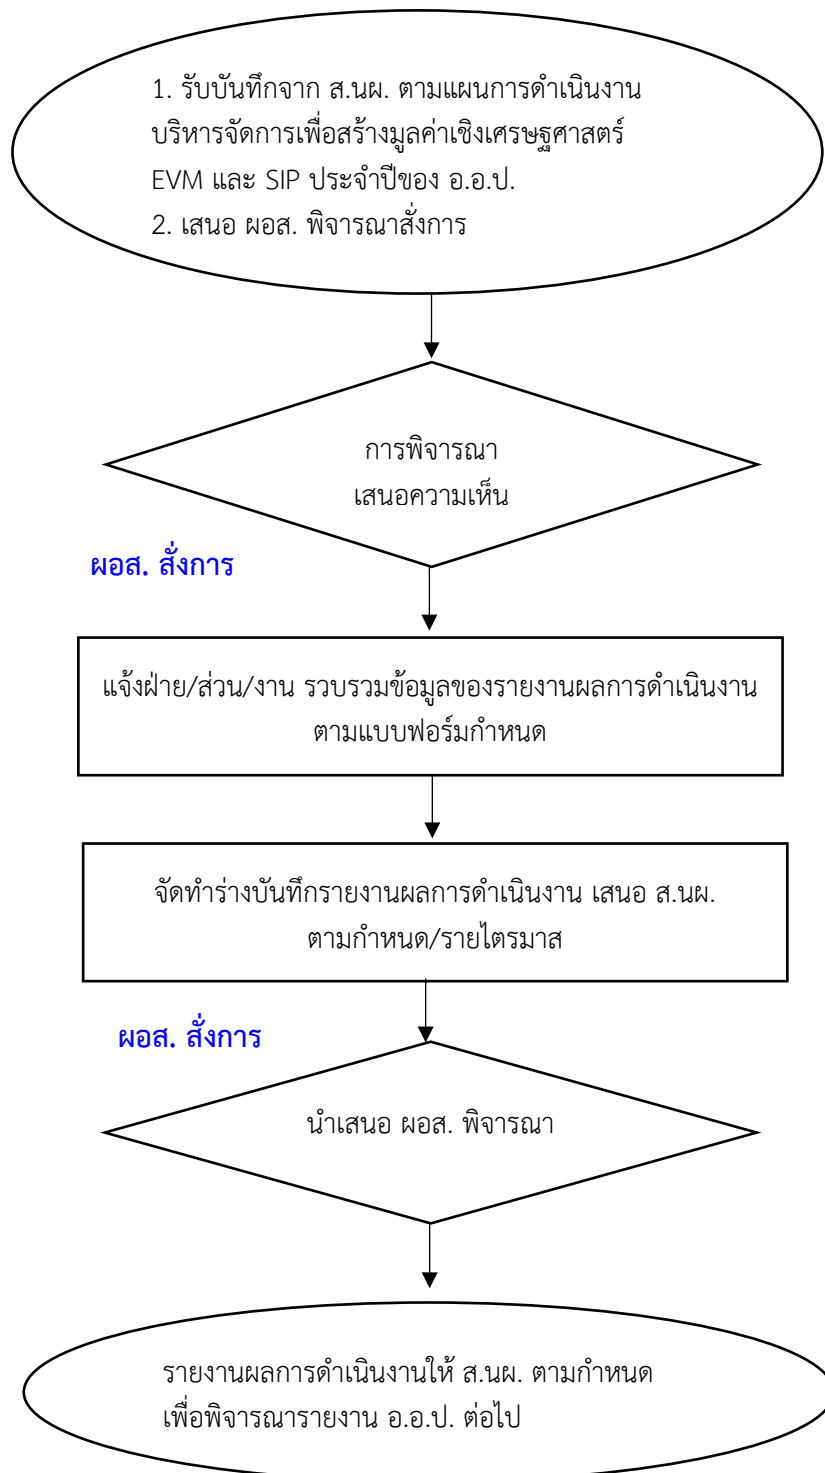 1. รับบันทึกจาก ส.นผ. ตามแผนการดำเนินงาน
บริหารจัดการเพื่อสร้างมูลค่าเชิงเศรษฐศาสตร์
EVM และ SIP ประจำปีของ อ.อ.ป.
2. เสนอ ผอส. พิจารณาสั่งการ
การพิจารณา
เสนอความเห็น
ผอส. สั่งการ
แจ้งฝ่าย/ส่วน/งาน รวบรวมข้อมูลของรายงานผลการดำเนินงาน
ตามแบบฟอร์มกำหนด
จัดทำร่างบันทึกรายงานผลการดำเนินงาน เสนอ ส.นผ.
ตามกำหนด/รายไตรมาส
ผอส. สั่งการ
นำเสนอ ผอส. พิจารณา
รายงานผลการดำเนินงานให้ ส.นผ. ตามกำหนด
เพื่อพิจารณารายงาน อ.อ.ป. ต่อไป